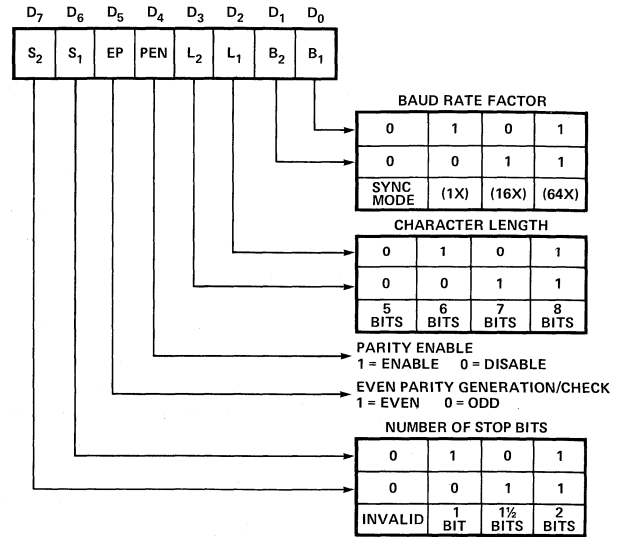 D₇ D₆ D₅ D₄ D₃ D₂ D₁ D₀
S₂ S₁ EP PEN L₂ L₁ B₂ B₁
BAUD RATE FACTOR
0 1 0 1
0 0 1 1
SYNC MODE (1X) (16X) (64X)
CHARACTER LENGTH
0 1 0 1
0 0 1 1
5 BITS 6 BITS 7 BITS 8 BITS
PARITY ENABLE
1 = ENABLE 0 = DISABLE
EVEN PARITY GENERATION/CHECK
1 = EVEN 0 = ODD
NUMBER OF STOP BITS
0 1 0 1
0 0 1 1
INVALID 1 BIT 1½ BITS 2 BITS